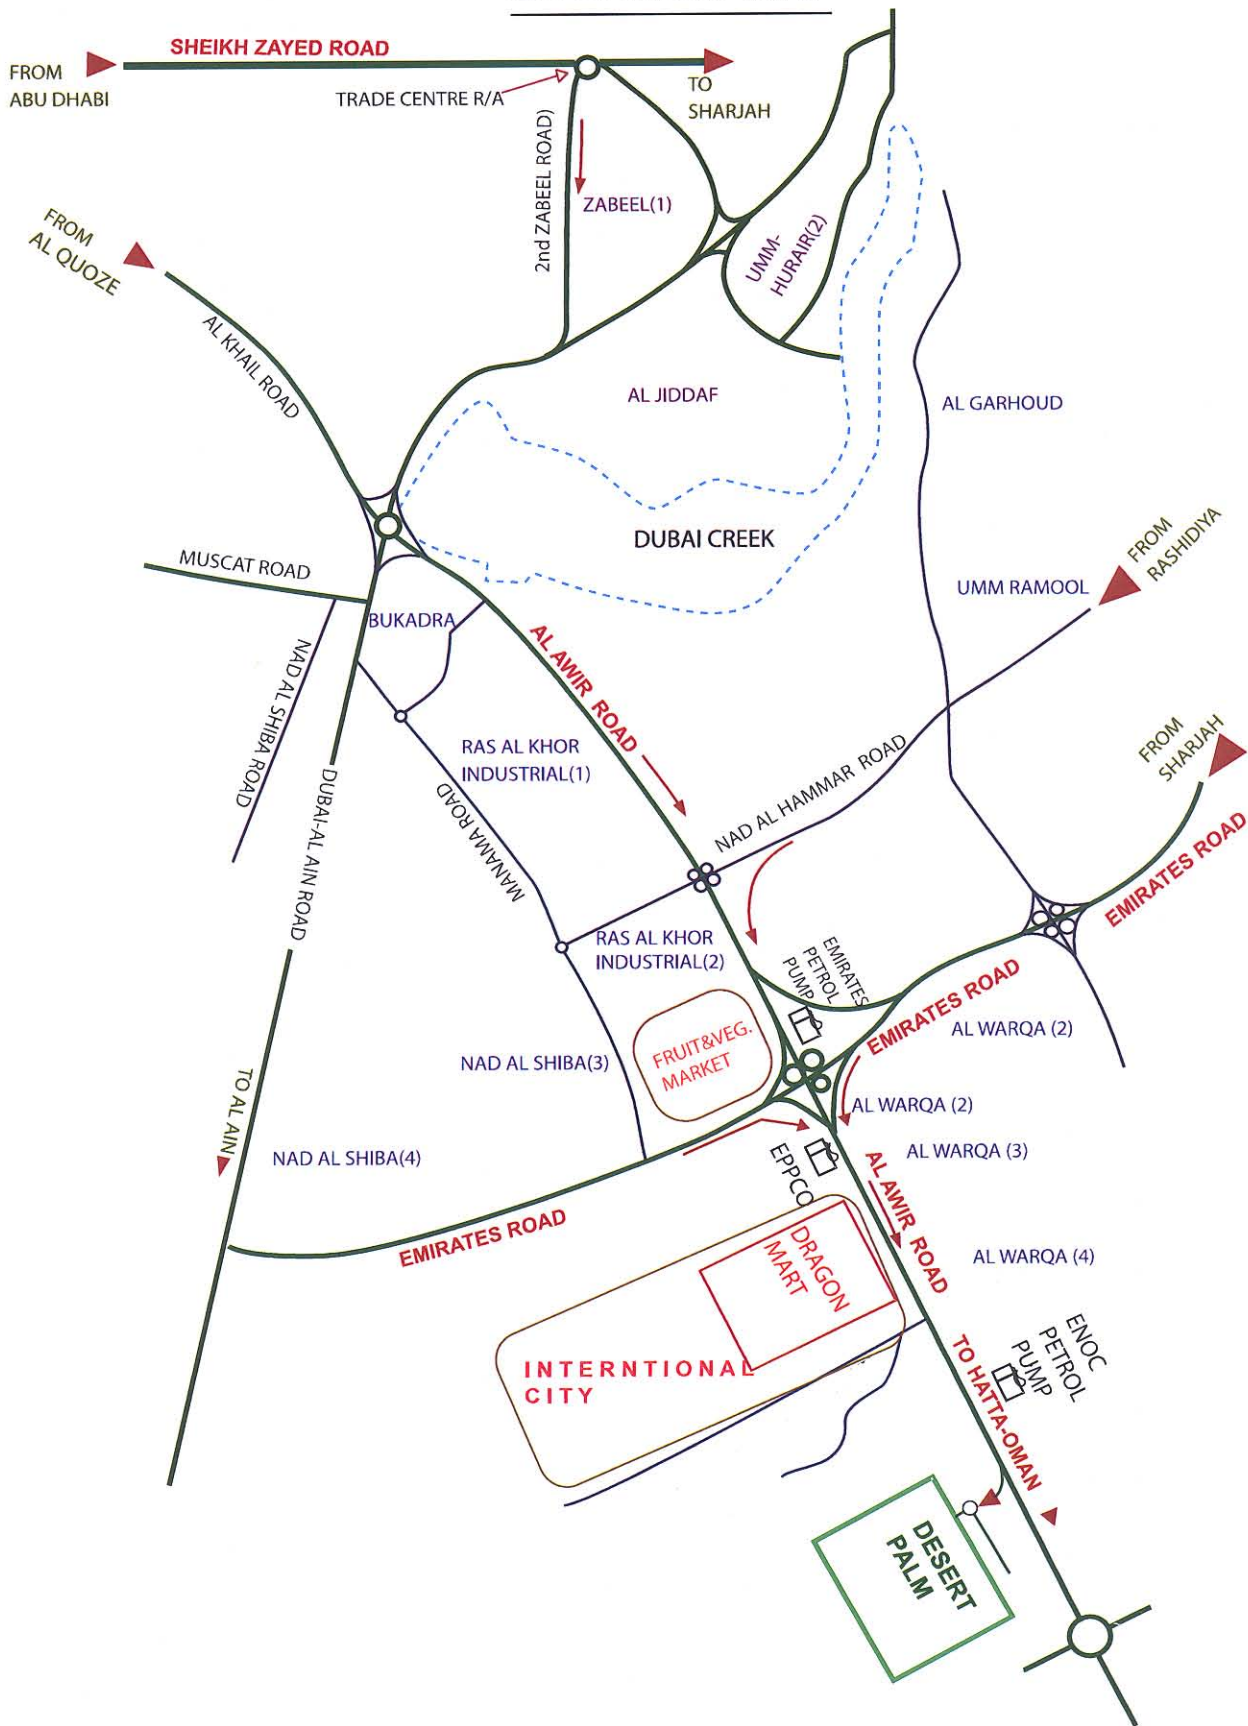 SHEIKH ZAYED ROAD
FROM
ABU DHABI
TRADE CENTRE R/A
TO
SHARJAH
2nd ZABEEL ROAD)
ZABEEL(1)
UMM-
HURAIR(2)
FROM
AL QUOZE
AL KHAIL ROAD
AL JIDDAF
AL GARHOUD
DUBAI CREEK
FROM
RASHIDIYA
MUSCAT ROAD
UMM RAMOOL
BUKADRA
AL AWIR ROAD
NAD AL SHIBA ROAD
RAS AL KHOR
INDUSTRIAL(1)
FROM
SHARJAH
DUBAI-AL AIN ROAD
MANAMA ROAD
NAD AL HAMMAR ROAD
EMIRATES ROAD
RAS AL KHOR
INDUSTRIAL(2)
EMIRATES
PETROL
PUMP
EMIRATES ROAD
AL WARQA (2)
FRUIT&VEG.
MARKET
NAD AL SHIBA(3)
AL WARQA (2)
TO AL AIN
NAD AL SHIBA(4)
EPPCO
AL WARQA (3)
AL AWIR ROAD
EMIRATES ROAD
DRAGON
MART
AL WARQA (4)
INTERNTIONAL
CITY
ENOC
PETROL
PUMP
TO HATTA-OMAN
DESERT
PALM